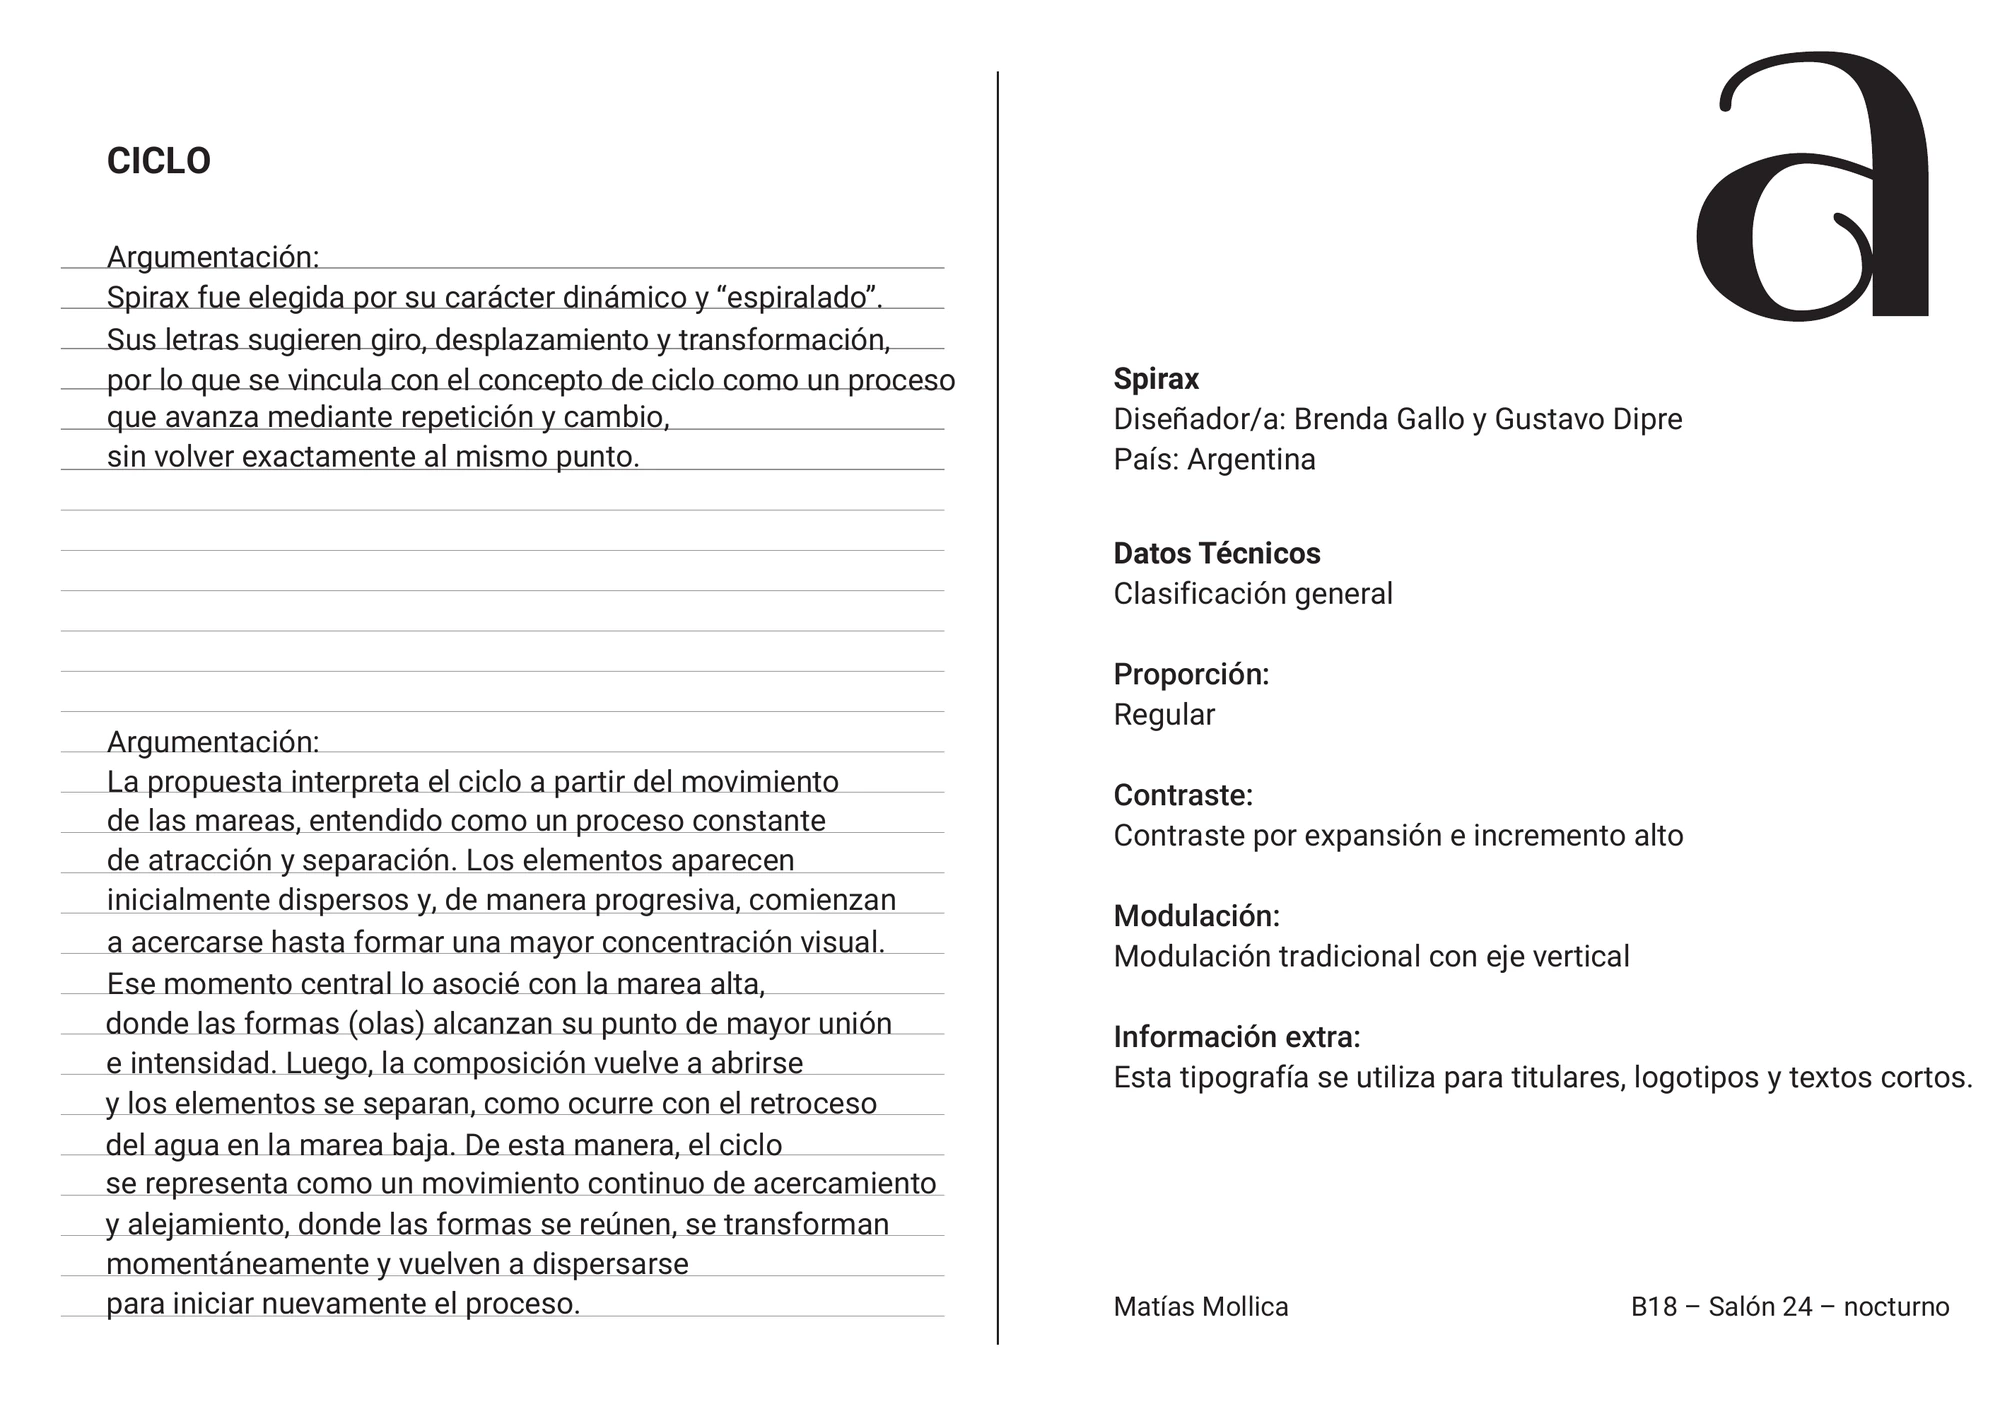 CICLO
Argumentación:
Spirax fue elegida por su carácter dinámico y “espiralado”.
Sus letras sugieren giro, desplazamiento y transformación,
por lo que se vincula con el concepto de ciclo como un proceso
que avanza mediante repetición y cambio,
sin volver exactamente al mismo punto.
Argumentación:
La propuesta interpreta el ciclo a partir del movimiento
de las mareas, entendido como un proceso constante
de atracción y separación. Los elementos aparecen
inicialmente dispersos y, de manera progresiva, comienzan
a acercarse hasta formar una mayor concentración visual.
Ese momento central lo asocié con la marea alta,
donde las formas (olas) alcanzan su punto de mayor unión
e intensidad. Luego, la composición vuelve a abrirse
y los elementos se separan, como ocurre con el retroceso
del agua en la marea baja. De esta manera, el ciclo
se representa como un movimiento continuo de acercamiento
y alejamiento, donde las formas se reúnen, se transforman
momentáneamente y vuelven a dispersarse
para iniciar nuevamente el proceso.
a
Spirax
Diseñador/a: Brenda Gallo y Gustavo Dipre
País: Argentina
Datos Técnicos
Clasificación general
Proporción:
Regular
Contraste:
Contraste por expansión e incremento alto
Modulación:
Modulación tradicional con eje vertical
Información extra:
Esta tipografía se utiliza para titulares, logotipos y textos cortos.
Matías Mollica
B18 – Salón 24 – nocturno